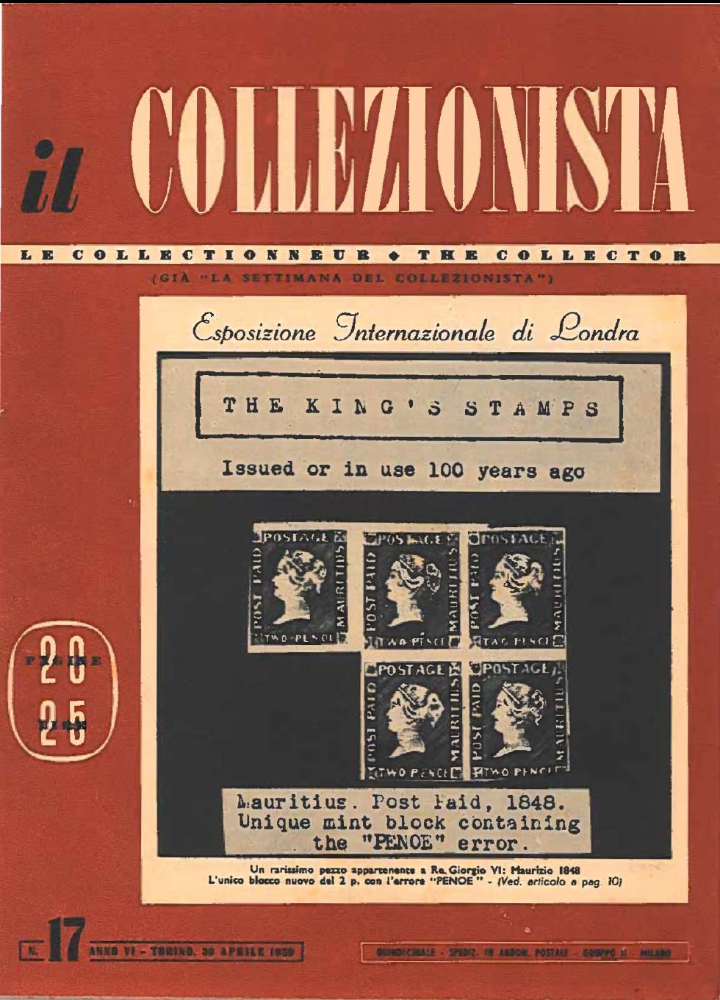 il COLLEZIONISTA
LE COLLECTIONNEUR ◆ THE COLLECTOR
(GIÀ "LA SETTIMANA DEL COLLEZIONISTA")
Esposizione Internazionale di Londra
THE KING'S STAMPS
Issued or in use 100 years ago
POSTAGE
POST PAID
MAURITIUS
TWO PENOE
POSTAGE
POST PAID
MAURITIUS
TWO PENCE
POSTAGE
POST PAID
MAURITIUS
TWO PENCE
POSTAGE
POST PAID
MAURITIUS
TWO PENCE
POSTAGE
POST PAID
MAURITIUS
TWO PENCE
Mauritius. Post Paid, 1848.
Unique mint block containing
the "PENOE" error.
Un rarissimo pezzo appartenente a Re Giorgio VI: Maurizio 1848
L'unico blocco nuovo del 2 p. con l'errore "PENOE" - (Ved. articolo a pag. 10)
20
PAGINE
25
LIRE
N. 17 ANNO VI - TORINO, 30 APRILE 1950
QUINDICINALE - SPEDIZ. IN ABBON. POSTALE - GRUPPO II - MILANO